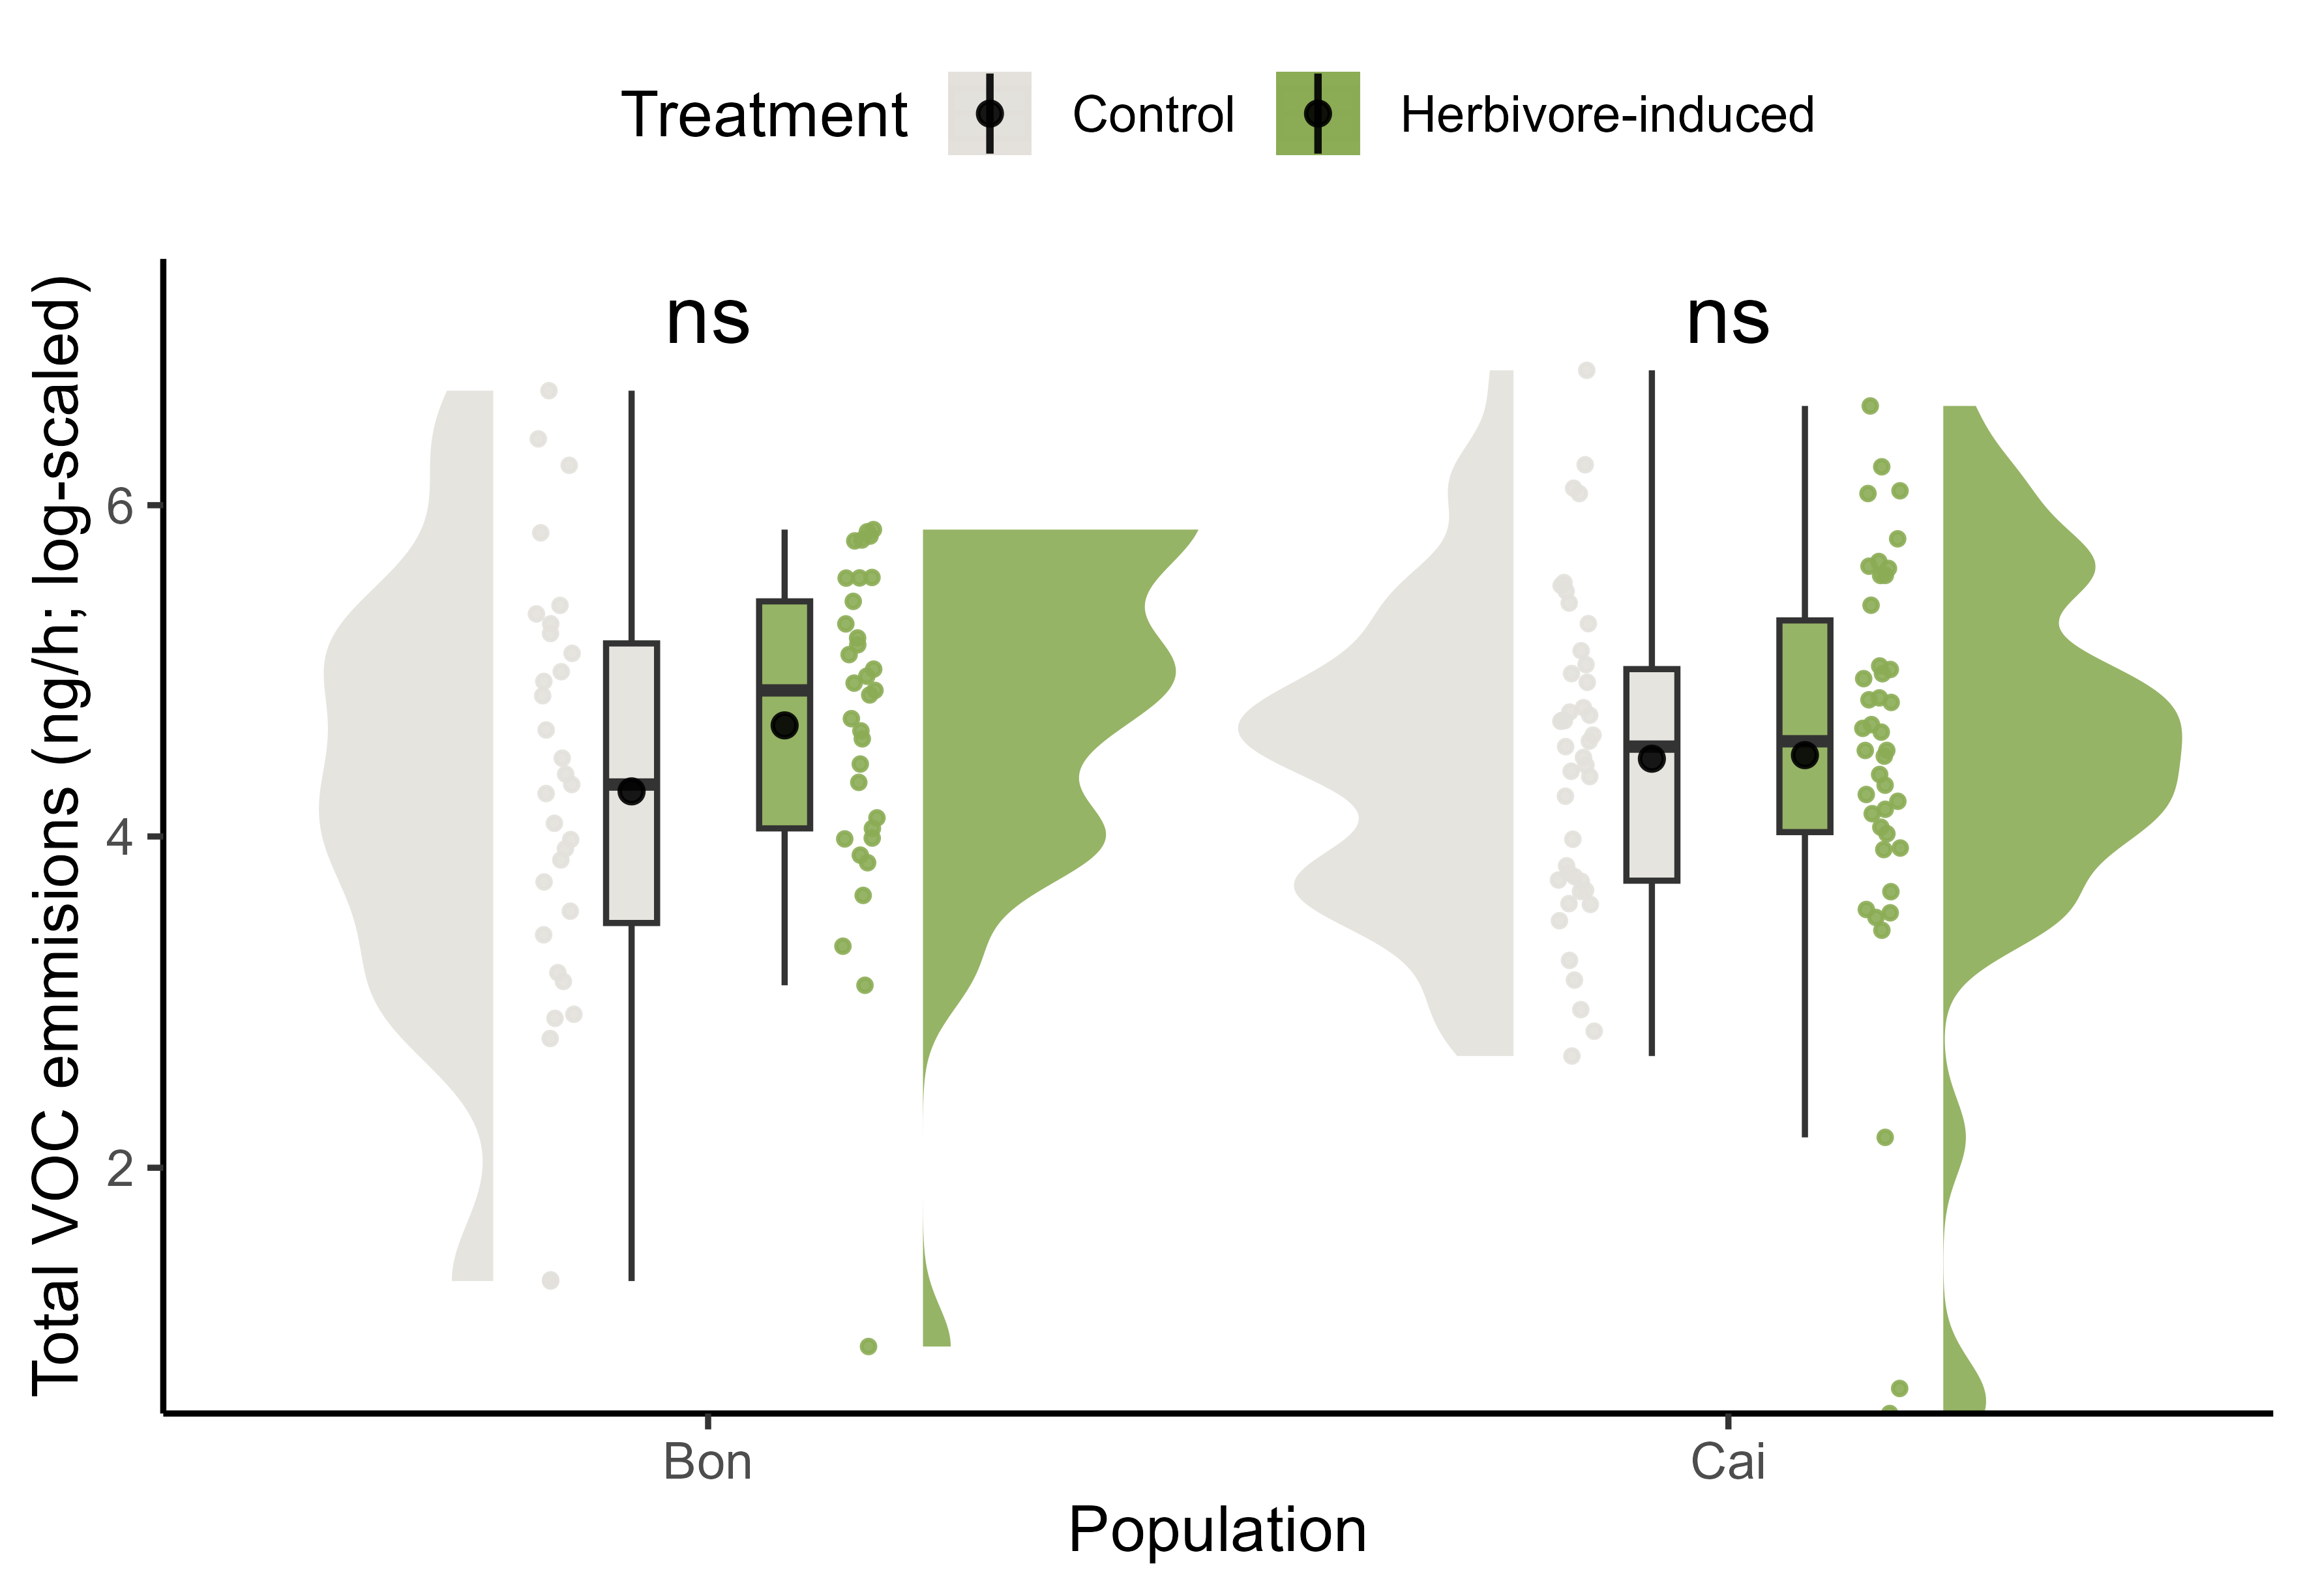 Treatment Control Herbivore-induced
Total VOC emmisions (ng/h; log-scaled)
ns ns
6
4
2
Bon Cai
Population